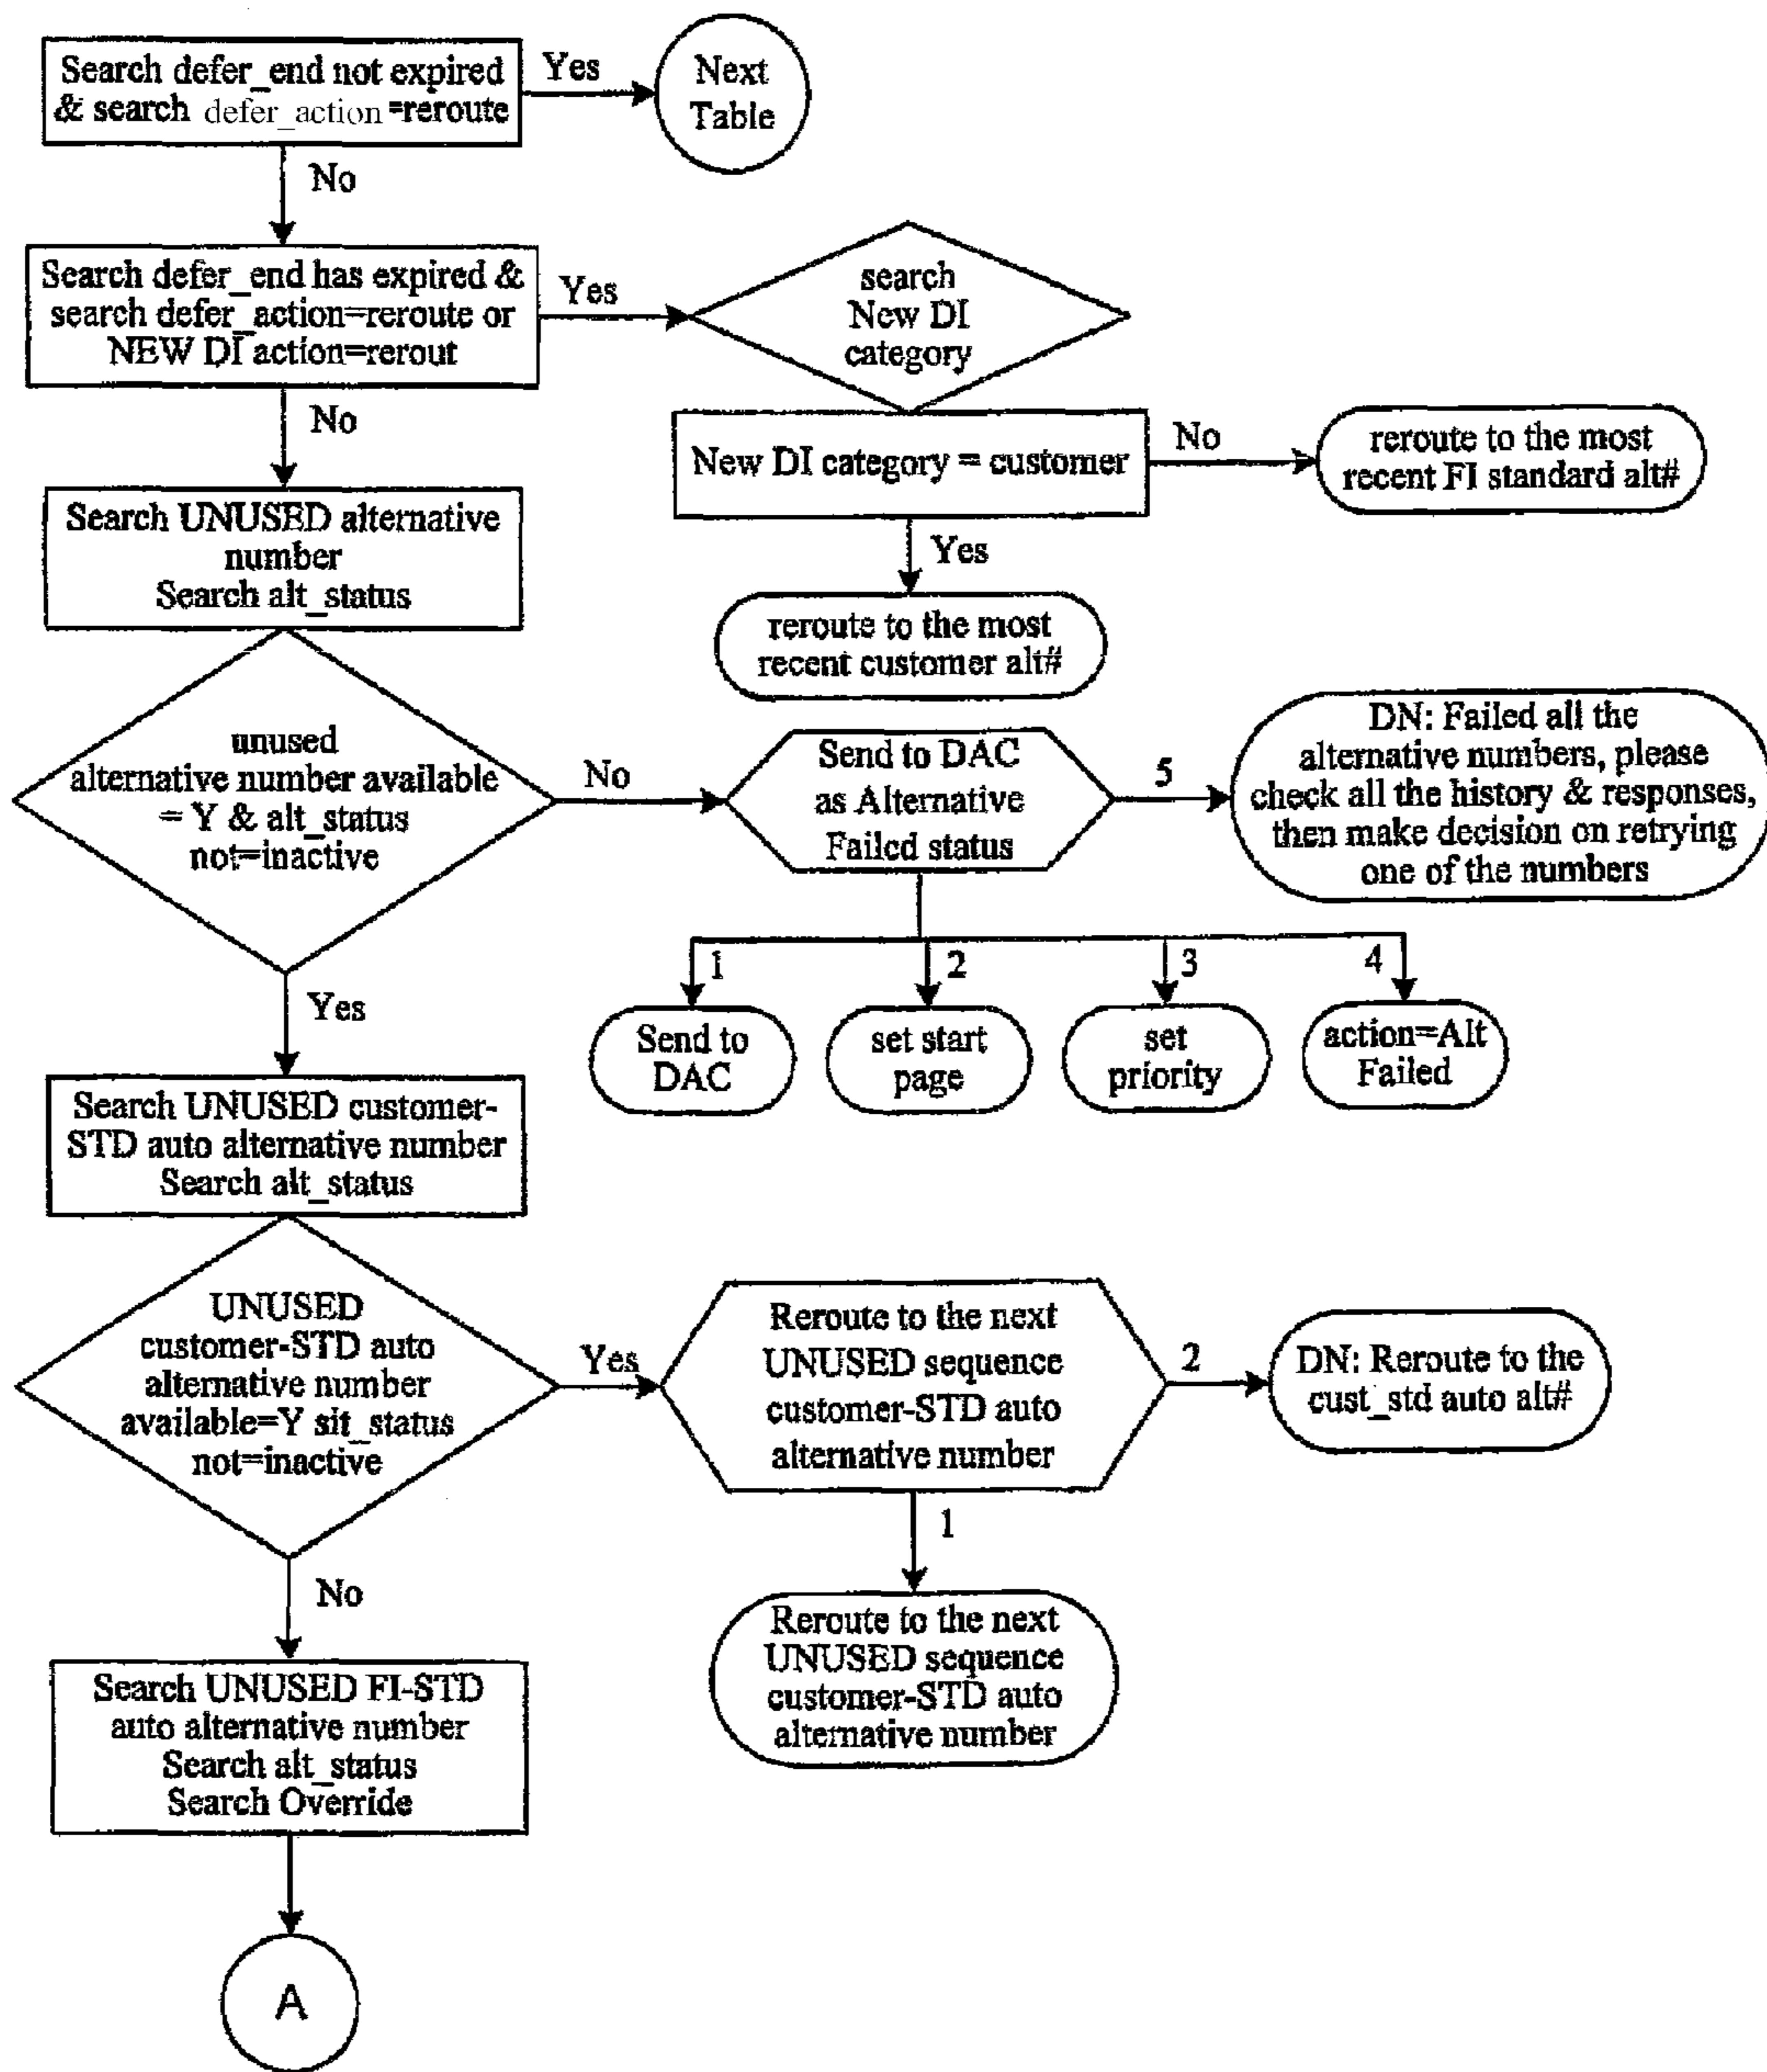 Search defer_end not expired
& search defer_action =reroute
Yes
Next
Table
No
Search defer_end has expired &
search defer_action=reroute or
NEW DI action=rerout
Yes
search
New DI
category
No
New DI category = customer
No
reroute to the most
recent FI standard alt#
Yes
reroute to the most
recent customer alt#
Search UNUSED alternative
number
Search alt_status
unused
alternative number available
= Y & alt_status
not=inactive
No
Send to DAC
as Alternative
Failed status
5
DN: Failed all the
alternative numbers, please
check all the history & responses,
then make decision on retrying
one of the numbers
1
2
3
4
Send to
DAC
set start
page
set
priority
action=Alt
Failed
Yes
Search UNUSED customer-
STD auto alternative number
Search alt_status
UNUSED
customer-STD auto
alternative number
available=Y sit_status
not=inactive
Yes
Reroute to the next
UNUSED sequence
customer-STD auto
alternative number
2
DN: Reroute to the
cust_std auto alt#
1
Reroute to the next
UNUSED sequence
customer-STD auto
alternative number
No
Search UNUSED FI-STD
auto alternative number
Search alt_status
Search Override
A